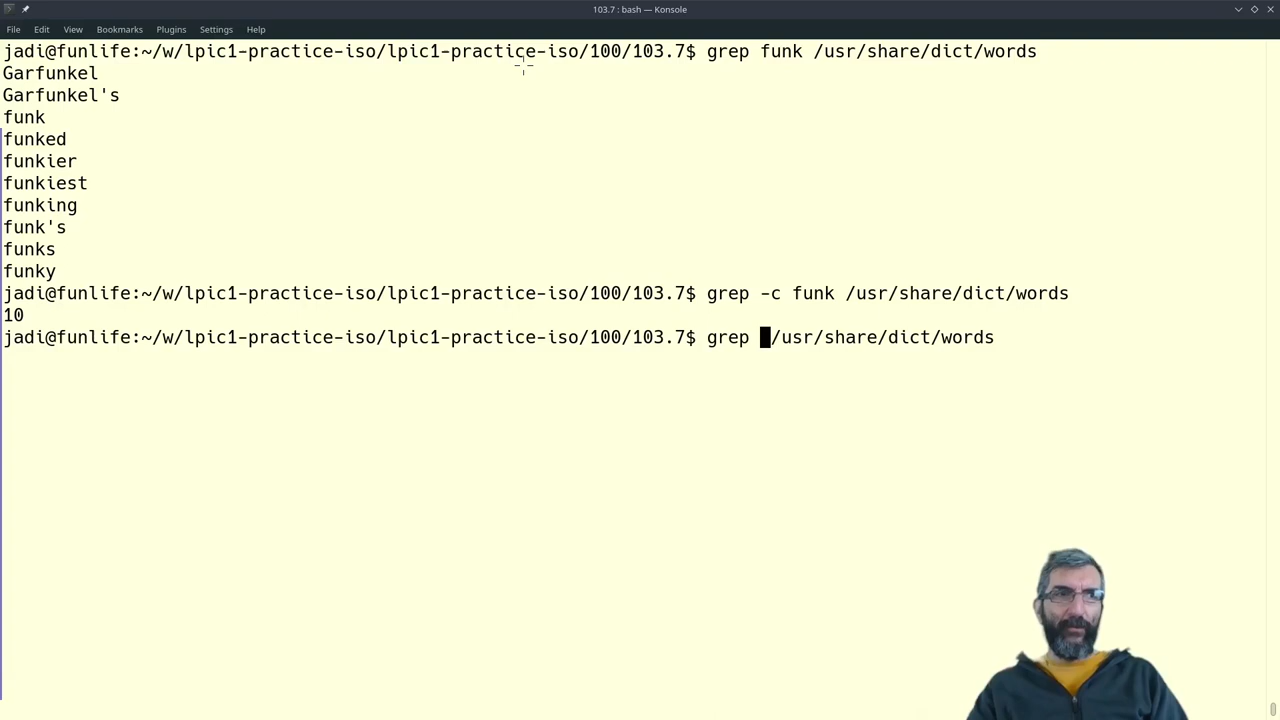 103.7 : bash — Konsole
File Edit View Bookmarks Plugins Settings Help
jadi@funlife:~/w/lpic1-practice-iso/lpic1-practice-iso/100/103.7$ grep funk /usr/share/dict/words
Garfunkel
Garfunkel's
funk
funked
funkier
funkiest
funking
funk's
funks
funky
jadi@funlife:~/w/lpic1-practice-iso/lpic1-practice-iso/100/103.7$ grep -c funk /usr/share/dict/words
10
jadi@funlife:~/w/lpic1-practice-iso/lpic1-practice-iso/100/103.7$ grep /usr/share/dict/words